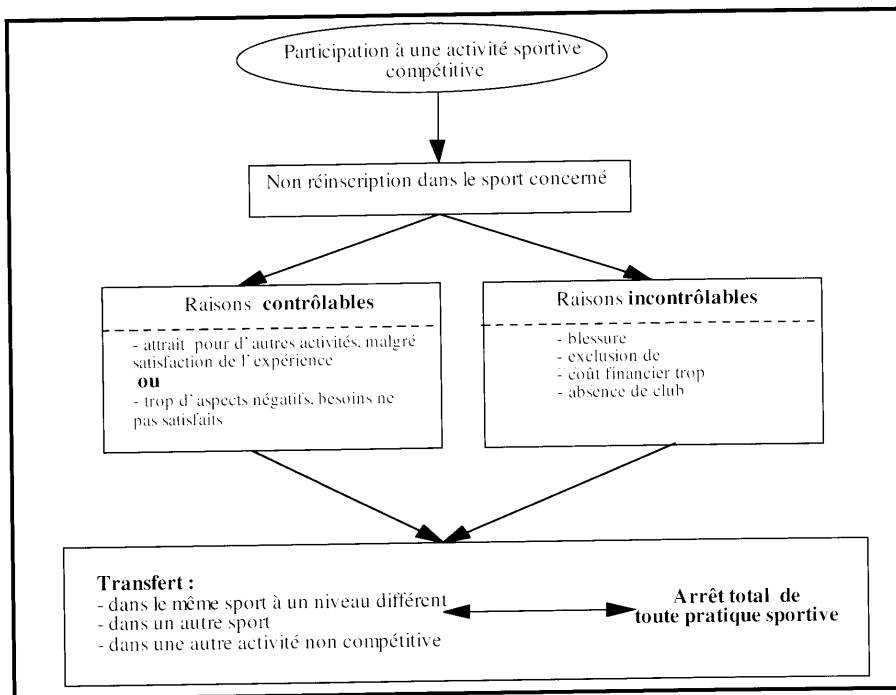 Participation à une activité sportive
compétitive
Non réinscription dans le sport concerné
Raisons contrôlables
- attrait pour d'autres activités, malgré
satisfaction de l'expérience
ou
- trop d'aspects négatifs, besoins ne
pas satisfaits
Raisons incontrôlables
- blessure
- exclusion de
- coût financier trop
- absence de club
Transfert :
- dans le même sport à un niveau différent
- dans un autre sport
- dans une autre activité non compétitive
Arrêt total de
toute pratique sportive